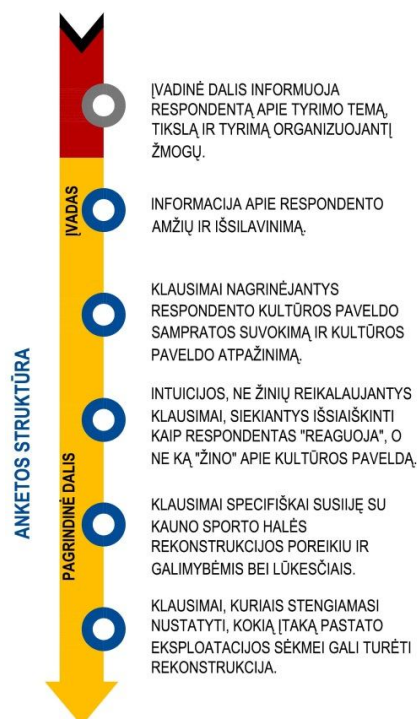 ANKETOS STRUKTŪRA
ĮVADAS
PAGRINDINĖ DALIS
ĮVADINĖ DALIS INFORMUOJA
RESPONDENTĄ APIE TYRIMO TEMĄ,
TIKSLĄ IR TYRIMĄ ORGANIZUOJANTĮ
ŽMOGŲ.
INFORMACIJA APIE RESPONDENTO
AMŽIŲ IR IŠSILAVINIMĄ.
KLAUSIMAI NAGRINĖJANTYS
RESPONDENTO KULTŪROS PAVELDO
SAMPRATOS SUVOKIMĄ IR KULTŪROS
PAVELDO ATPAŽINIMĄ.
INTUICIJOS, NE ŽINIŲ REIKALAUJANTYS
KLAUSIMAI, SIEKIANTYS IŠSIAIŠKINTI
KAIP RESPONDENTAS "REAGUOJA", O
NE KĄ "ŽINO" APIE KULTŪROS PAVELDĄ.
KLAUSIMAI SPECIFIŠKAI SUSIIJĘ SU
KAUNO SPORTO HALĖS
REKONSTRUKCIJOS POREIKIU IR
GALIMYBĖMIS BEI LŪKESČIAIS.
KLAUSIMAI, KURIAIS STENGIAMASI
NUSTATYTI, KOKIĄ ĮTAKĄ PASTATO
EKSPLOATACIJOS SĖKMEI GALI TURĖTI
REKONSTRUKCIJA.